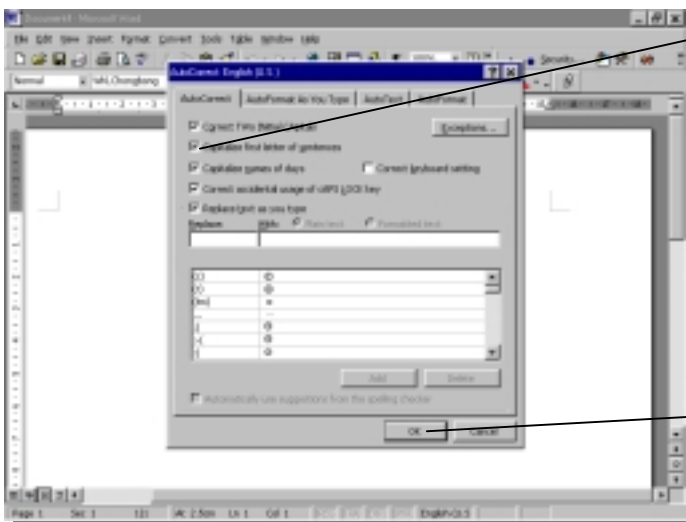 Document1 - Microsoft Word
File Edit View Insert Format Convert Tools Table Window Help
Normal
AutoCorrect: English (U.S.)
AutoCorrect AutoFormat As You Type AutoText AutoFormat
Correct TWo INitial CApitals
Exceptions...
Capitalize first letter of sentences
Capitalize names of days
Correct keyboard setting
Correct accidental usage of cAPS LOCK key
Replace text as you type
Replace With: Plain text Formatted text
Add Delete
Automatically use suggestions from the spelling checker
OK Cancel
Page 1 Sec 1 1/1 At 2.5cm Ln 1 Col 1 English (U.S